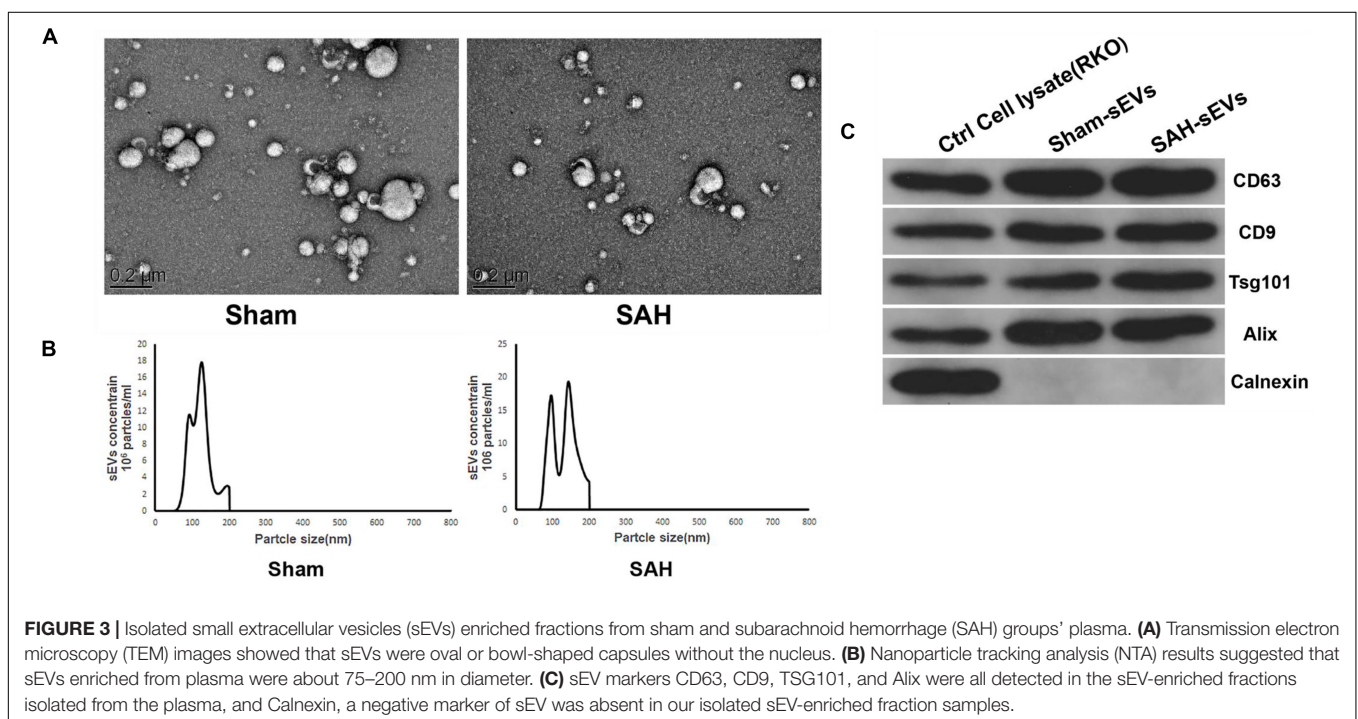 A
0.2 µm
0.2 µm
Sham
SAH
B
20
18
16
14
12
10
8
6
4
2
0
sEVs concentrain
10⁶ partcles/ml
0
100
200
300
400
500
600
700
800
Partcle size(nm)
Sham
25
20
15
10
5
0
sEVs concentrain
106 partcles/ml
0
100
200
300
400
500
600
700
800
Partcle size(nm)
SAH
C
Ctrl Cell lysate(RKO)
Sham-sEVs
SAH-sEVs
CD63
CD9
Tsg101
Alix
Calnexin
FIGURE 3 | Isolated small extracellular vesicles (sEVs) enriched fractions from sham and subarachnoid hemorrhage (SAH) groups’ plasma. (A) Transmission electron
microscopy (TEM) images showed that sEVs were oval or bowl-shaped capsules without the nucleus. (B) Nanoparticle tracking analysis (NTA) results suggested that
sEVs enriched from plasma were about 75–200 nm in diameter. (C) sEV markers CD63, CD9, TSG101, and Alix were all detected in the sEV-enriched fractions
isolated from the plasma, and Calnexin, a negative marker of sEV was absent in our isolated sEV-enriched fraction samples.